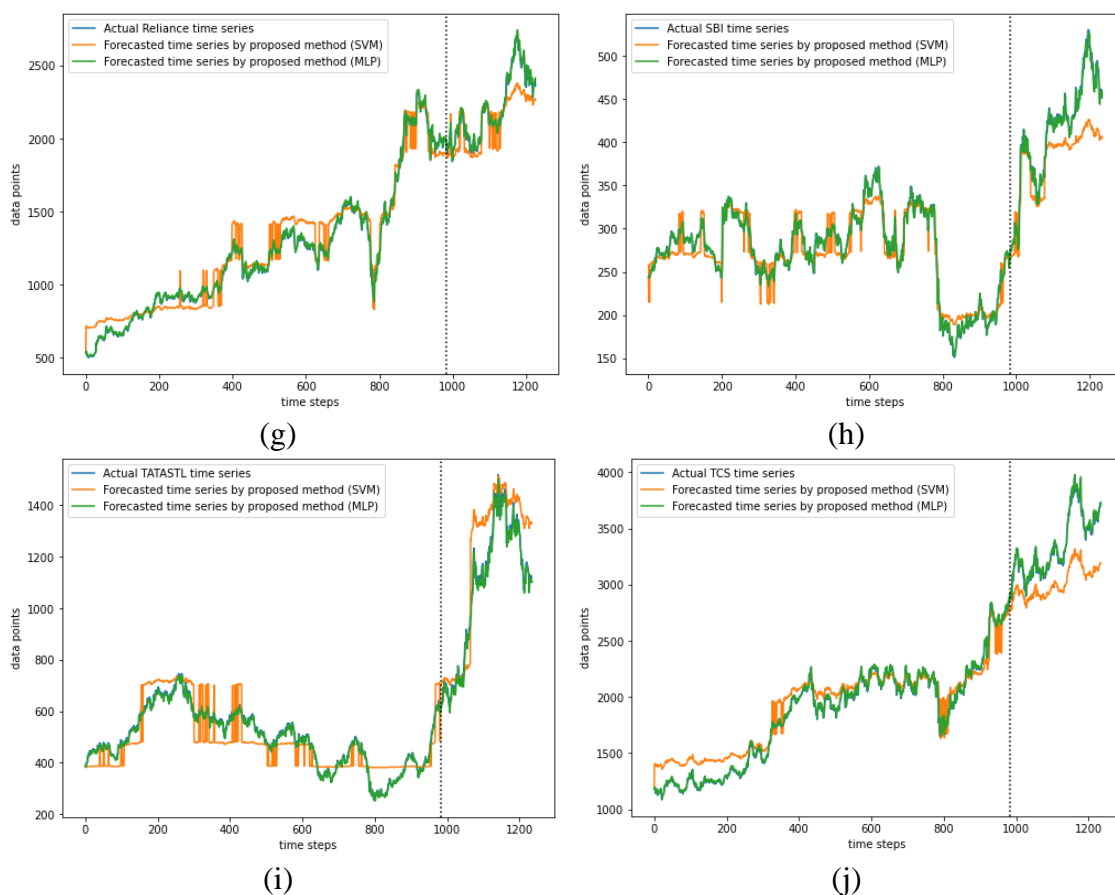 Actual Reliance time series
Forecasted time series by proposed method (SVM)
Forecasted time series by proposed method (MLP)
data points
2500
2000
1500
1000
500
0 200 400 600 800 1000 1200
time steps
(g)
Actual SBI time series
Forecasted time series by proposed method (SVM)
Forecasted time series by proposed method (MLP)
data points
500
450
400
350
300
250
200
150
0 200 400 600 800 1000 1200
time steps
(h)
Actual TATASTL time series
Forecasted time series by proposed method (SVM)
Forecasted time series by proposed method (MLP)
data points
1400
1200
1000
800
600
400
200
0 200 400 600 800 1000 1200
time steps
(i)
Actual TCS time series
Forecasted time series by proposed method (SVM)
Forecasted time series by proposed method (MLP)
data points
4000
3500
3000
2500
2000
1500
1000
0 200 400 600 800 1000 1200
time steps
(j)